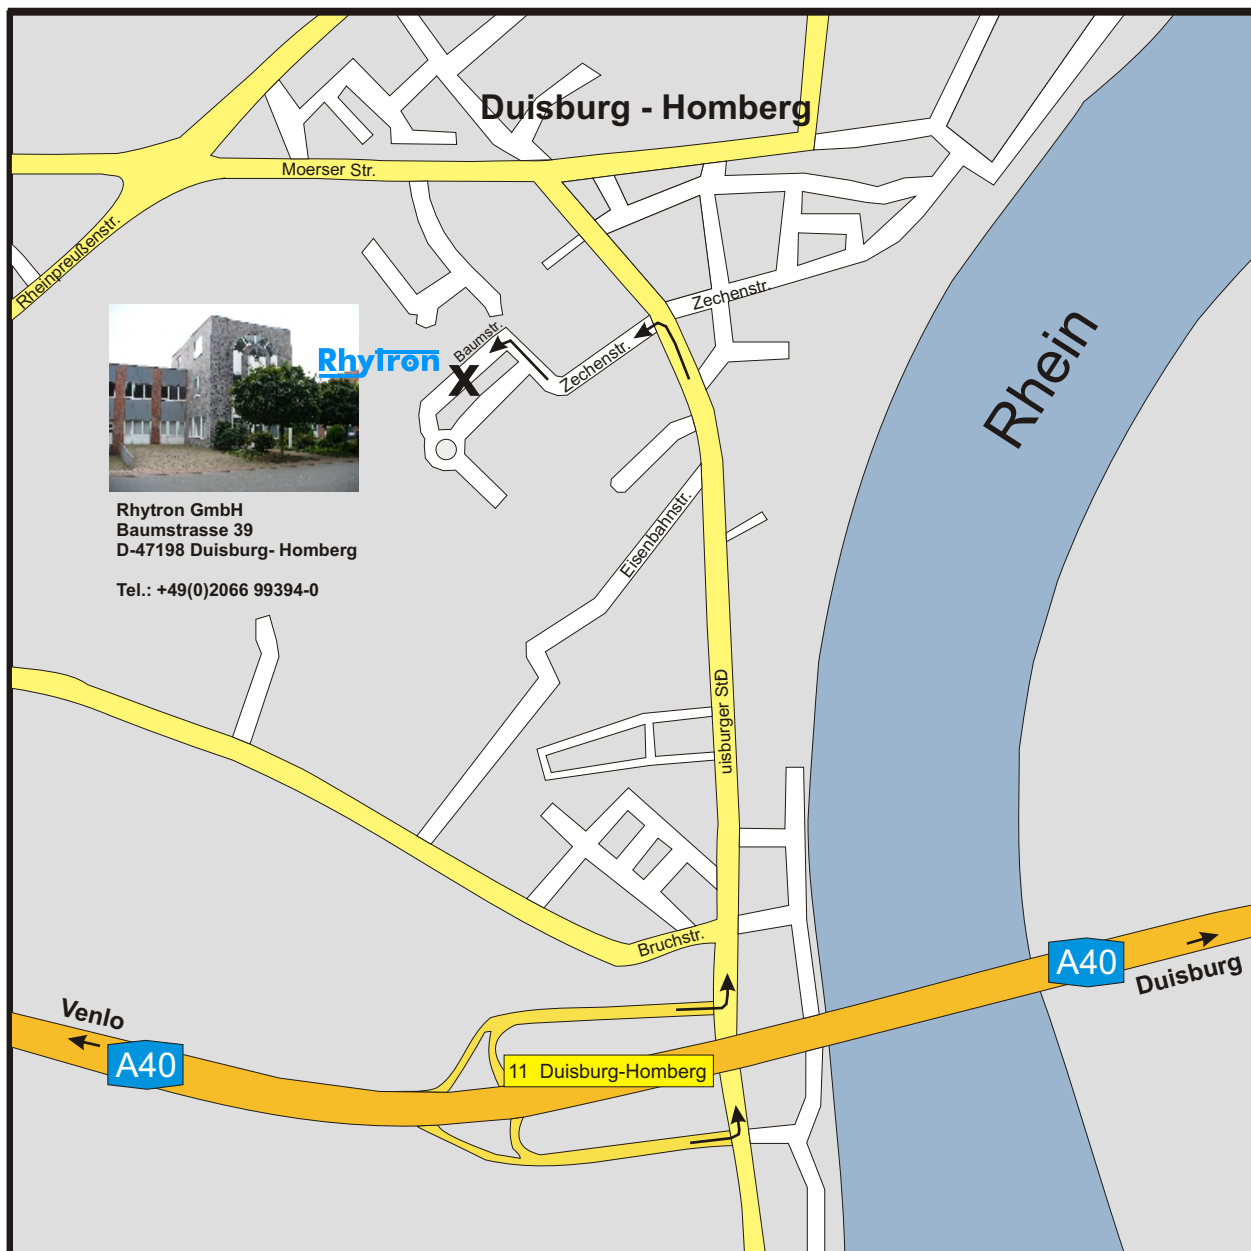 Duisburg - Homberg
Moerser Str.
Rheinpreußenstr.
Zechenstr.
Rhein
Baumstr.
Zechenstr.
Rhytron
X
Rhytron GmbH
Baumstrasse 39
D-47198 Duisburg- Homberg
Tel.: +49(0)2066 99394-0
Eisenbahnstr.
uisburger StD
Bruchstr.
A40
Duisburg
Venlo
A40
11 Duisburg-Homberg